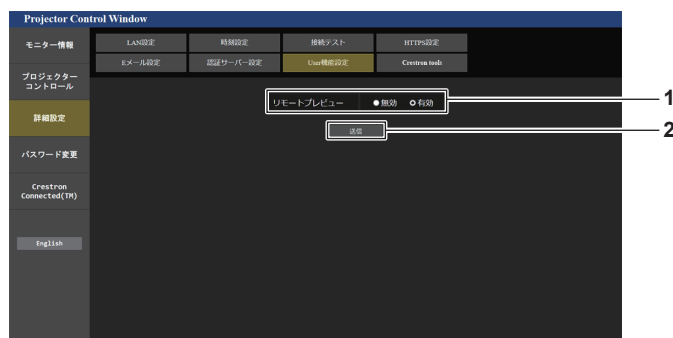 Projector Control Window
モニター情報
プロジェクター
コントロール
詳細設定
パスワード変更
Crestron
Connected(TM)
English
LAN設定 時刻設定 接続テスト HTTPS設定
Eメール設定 認証サーバー設定 User機能設定 Crestron tools
リモートプレビュー 無効 有効
送信
1
2